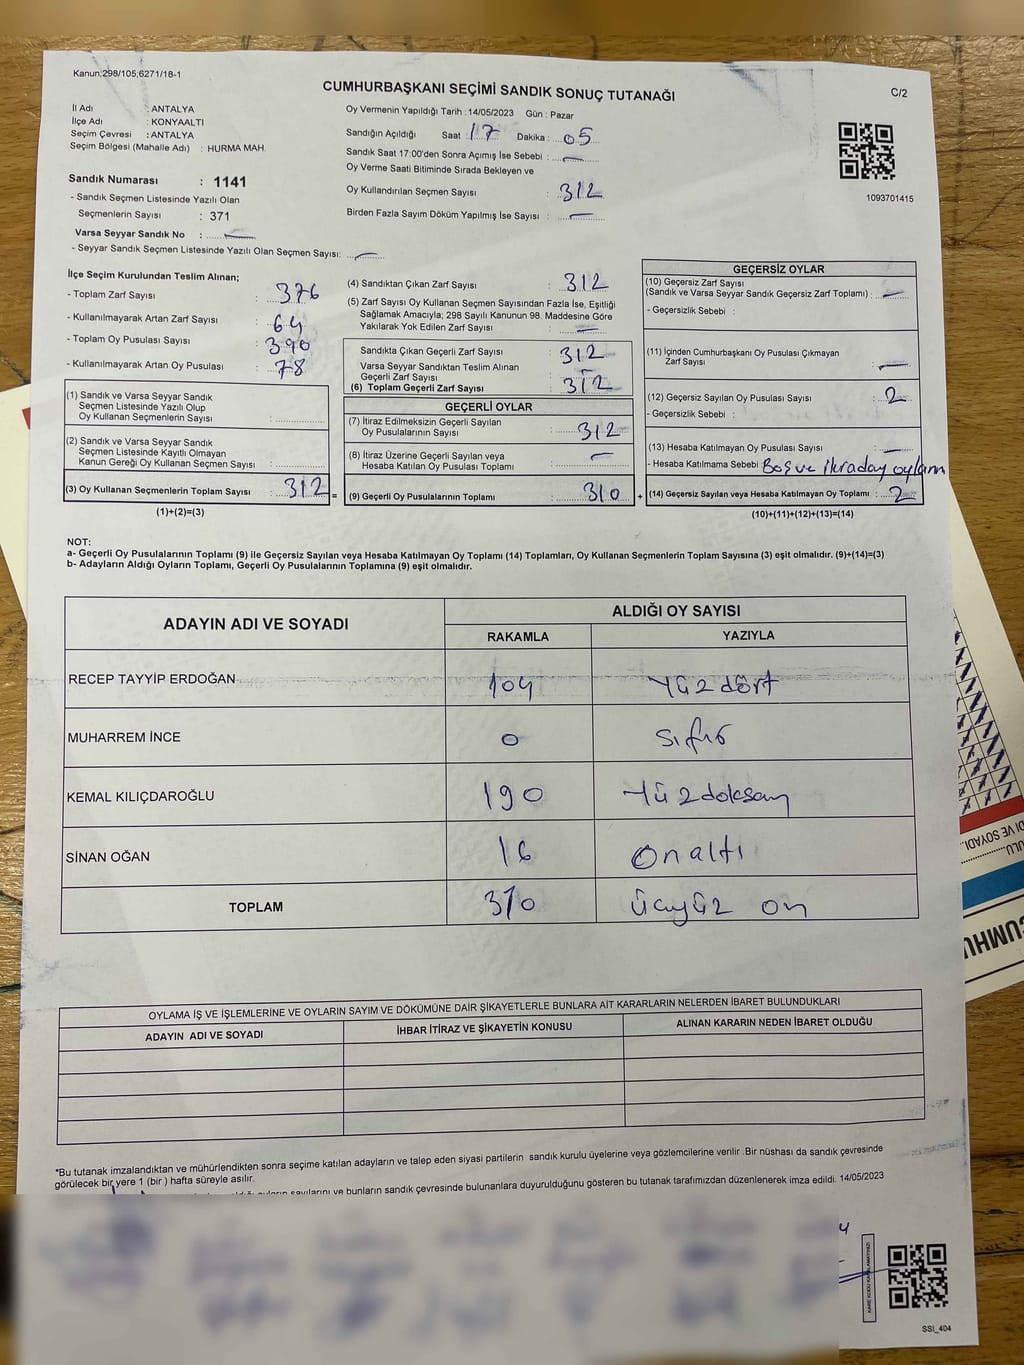 Kanun:298/105;6271/18-1
CUMHURBAŞKANI SEÇİMİ SANDIK SONUÇ TUTANAĞI
C/2
İl Adı : ANTALYA
İlçe Adı : KONYAALTI
Seçim Çevresi : ANTALYA
Seçim Bölgesi (Mahalle Adı) : HURMA MAH.
Sandık Numarası : 1141
- Sandık Seçmen Listesinde Yazılı Olan
Seçmenlerin Sayısı : 371
Varsa Seyyar Sandık No : —
- Seyyar Sandık Seçmen Listesinde Yazılı Olan Seçmen Sayısı: —
Oy Vermenin Yapıldığı Tarih : 14/05/2023 Gün : Pazar
Sandığın Açıldığı Saat : 17 Dakika : 05
Sandık Saat 17:00'den Sonra Açımış İse Sebebi : —
Oy Verme Saati Bitiminde Sırada Bekleyen ve
Oy Kullandırılan Seçmen Sayısı : 312
Birden Fazla Sayım Döküm Yapılmış İse Sayısı : —
1093701415
İlçe Seçim Kurulundan Teslim Alınan;
- Toplam Zarf Sayısı : 376
- Kullanılmayarak Artan Zarf Sayısı : 64
- Toplam Oy Pusulası Sayısı : 390
- Kullanılmayarak Artan Oy Pusulası : 78
(1) Sandık ve Varsa Seyyar Sandık
Seçmen Listesinde Yazılı Olup
Oy Kullanan Seçmenlerin Sayısı :
(2) Sandık ve Varsa Seyyar Sandık
Seçmen Listesinde Kayıtlı Olmayan
Kanun Gereği Oy Kullanan Seçmen Sayısı :
(3) Oy Kullanan Seçmenlerin Toplam Sayısı : 312 =
(1)+(2)=(3)
(4) Sandıktan Çıkan Zarf Sayısı : 312
(5) Zarf Sayısı Oy Kullanan Seçmen Sayısından Fazla İse, Eşitliği
Sağlamak Amacıyla; 298 Sayılı Kanunun 98. Maddesine Göre
Yakılarak Yok Edilen Zarf Sayısı : —
Sandıkta Çıkan Geçerli Zarf Sayısı : 312
Varsa Seyyar Sandıktan Teslim Alınan
Geçerli Zarf Sayısı : —
(6) Toplam Geçerli Zarf Sayısı : 312
GEÇERLİ OYLAR
(7) İtiraz Edilmeksizin Geçerli Sayılan
Oy Pusulalarının Sayısı : 312
(8) İtiraz Üzerine Geçerli Sayılan veya
Hesaba Katılan Oy Pusulası Toplamı : —
(9) Geçerli Oy Pusulalarının Toplamı : 310 +
GEÇERSİZ OYLAR
(10) Geçersiz Zarf Sayısı
(Sandık ve Varsa Seyyar Sandık Geçersiz Zarf Toplamı) : —
- Geçersizlik Sebebi :
(11) İçinden Cumhurbaşkanı Oy Pusulası Çıkmayan
Zarf Sayısı : —
(12) Geçersiz Sayılan Oy Pusulası Sayısı : 2
- Geçersizlik Sebebi :
(13) Hesaba Katılmayan Oy Pusulası Sayısı : —
- Hesaba Katılmama Sebebi : Boş ve
(14) Geçersiz Sayılan veya Hesaba Katılmayan Oy Toplamı : 2
(10)+(11)+(12)+(13)=(14)
NOT:
a- Geçerli Oy Pusulalarının Toplamı (9) ile Geçersiz Sayılan veya Hesaba Katılmayan Oy Toplamı (14) Toplamları, Oy Kullanan Seçmenlerin Toplam Sayısına (3) eşit olmalıdır. (9)+(14)=(3)
b- Adayların Aldığı Oyların Toplamı, Geçerli Oy Pusulalarının Toplamına (9) eşit olmalıdır.
ADAYIN ADI VE SOYADI
ALDIĞI OY SAYISI
RAKAMLA YAZIYLA
RECEP TAYYİP ERDOĞAN 104 Yüzdört
MUHARREM İNCE 0 Sıfır
KEMAL KILIÇDAROĞLU 190 Yüzdoksan
SİNAN OĞAN 16 Onaltı
TOPLAM 310 Üçyüz on
OYLAMA İŞ VE İŞLEMLERİNE VE OYLARIN SAYIM VE DÖKÜMÜNE DAİR ŞİKAYETLERLE BUNLARA AİT KARARLARIN NELERDEN İBARET BULUNDUKLARI
ADAYIN ADI VE SOYADI İHBAR İTİRAZ VE ŞİKAYETİN KONUSU ALINAN KARARIN NEDEN İBARET OLDUĞU
*Bu tutanak imzalandıktan ve mühürlendikten sonra seçime katılan adayların ve talep eden siyasi partilerin sandık kurulu üyelerine veya gözlemcilerine verilir .Bir nüshası da sandık çevresinde
görülecek bir yere 1 (bir ) hafta süreyle asılır.
oyların sayılarını ve bunların sandık çevresinde bulunanlara duyurulduğunu gösteren bu tutanak tarafımızdan düzenlenerek imza edildi. 14/05/2023
SSI_404
DI VE SOYADI
CUMHU